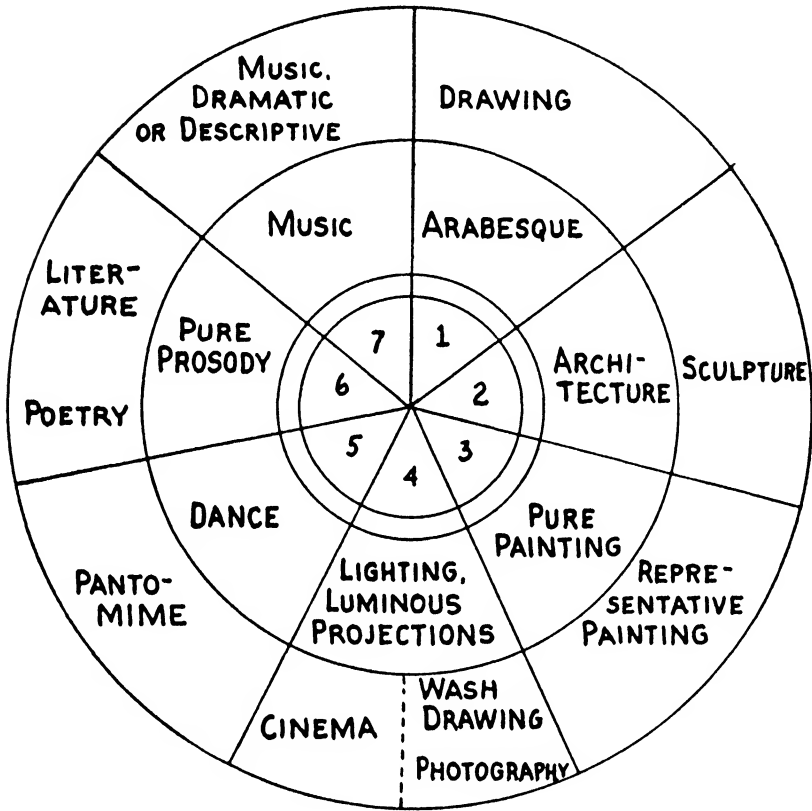 MUSIC,
DRAMATIC
OR DESCRIPTIVE
DRAWING
MUSIC
ARABESQUE
LITER-
ATURE
POETRY
PURE
PROSODY
ARCHI-
TECTURE
SCULPTURE
7
1
6
2
5
3
4
DANCE
PURE
PAINTING
PANTO-
MIME
LIGHTING,
LUMINOUS
PROJECTIONS
REPRE-
SENTATIVE
PAINTING
CINEMA
WASH
DRAWING
PHOTOGRAPHY